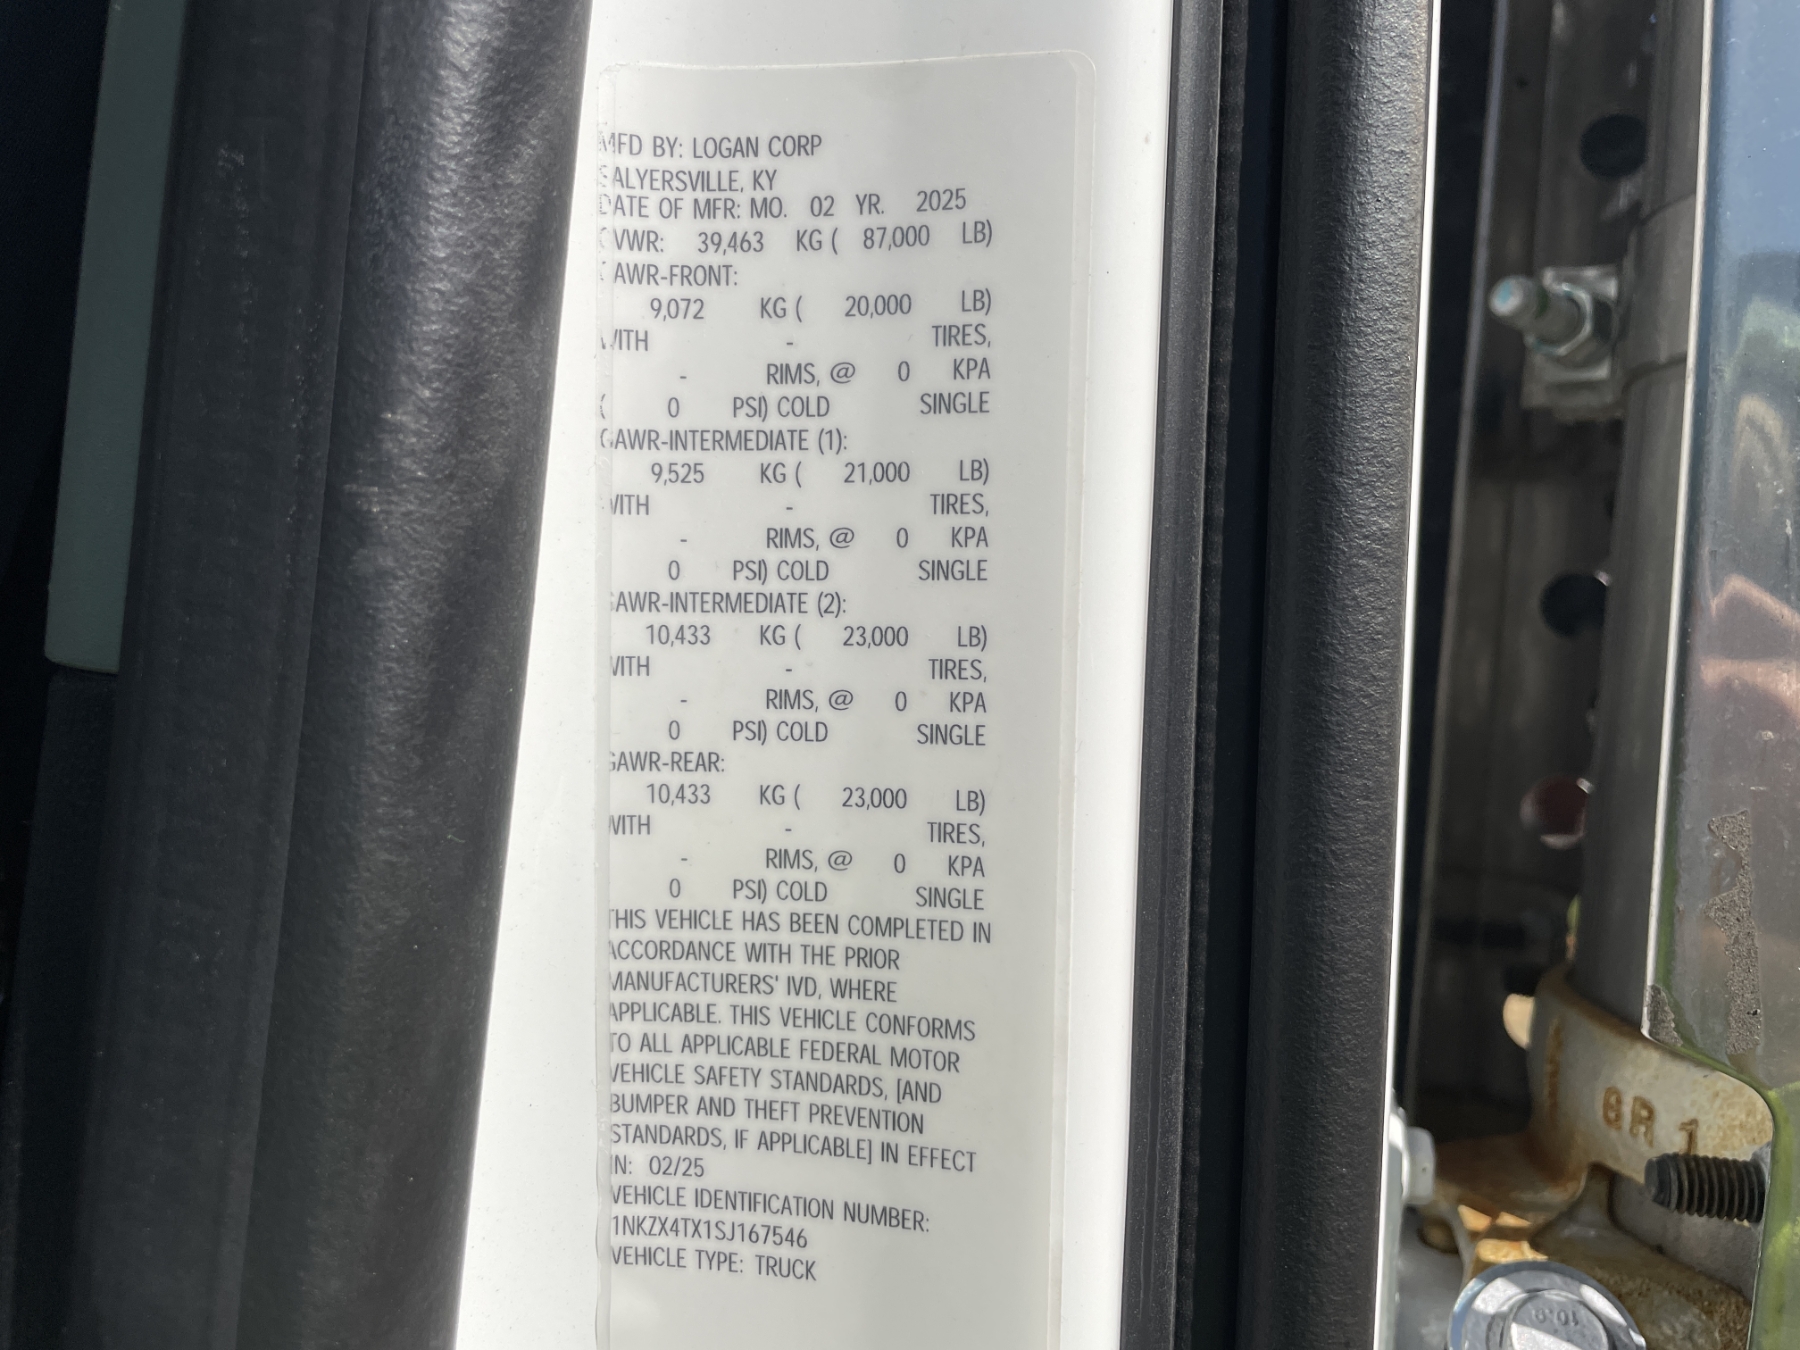 MFD BY: LOGAN CORP
SALYERSVILLE, KY
DATE OF MFR: MO. 02 YR. 2025
GVWR: 39,463 KG ( 87,000 LB)
GAWR-FRONT:
9,072 KG ( 20,000 LB)
WITH - TIRES,
- RIMS, @ 0 KPA
( 0 PSI) COLD SINGLE
GAWR-INTERMEDIATE (1):
9,525 KG ( 21,000 LB)
WITH - TIRES,
- RIMS, @ 0 KPA
0 PSI) COLD SINGLE
GAWR-INTERMEDIATE (2):
10,433 KG ( 23,000 LB)
WITH - TIRES,
- RIMS, @ 0 KPA
0 PSI) COLD SINGLE
GAWR-REAR:
10,433 KG ( 23,000 LB)
WITH - TIRES,
- RIMS, @ 0 KPA
0 PSI) COLD SINGLE
THIS VEHICLE HAS BEEN COMPLETED IN
ACCORDANCE WITH THE PRIOR
MANUFACTURERS' IVD, WHERE
APPLICABLE. THIS VEHICLE CONFORMS
TO ALL APPLICABLE FEDERAL MOTOR
VEHICLE SAFETY STANDARDS, [AND
BUMPER AND THEFT PREVENTION
STANDARDS, IF APPLICABLE] IN EFFECT
IN: 02/25
VEHICLE IDENTIFICATION NUMBER:
1NKZX4TX1SJ167546
VEHICLE TYPE: TRUCK
GR 1
10.9